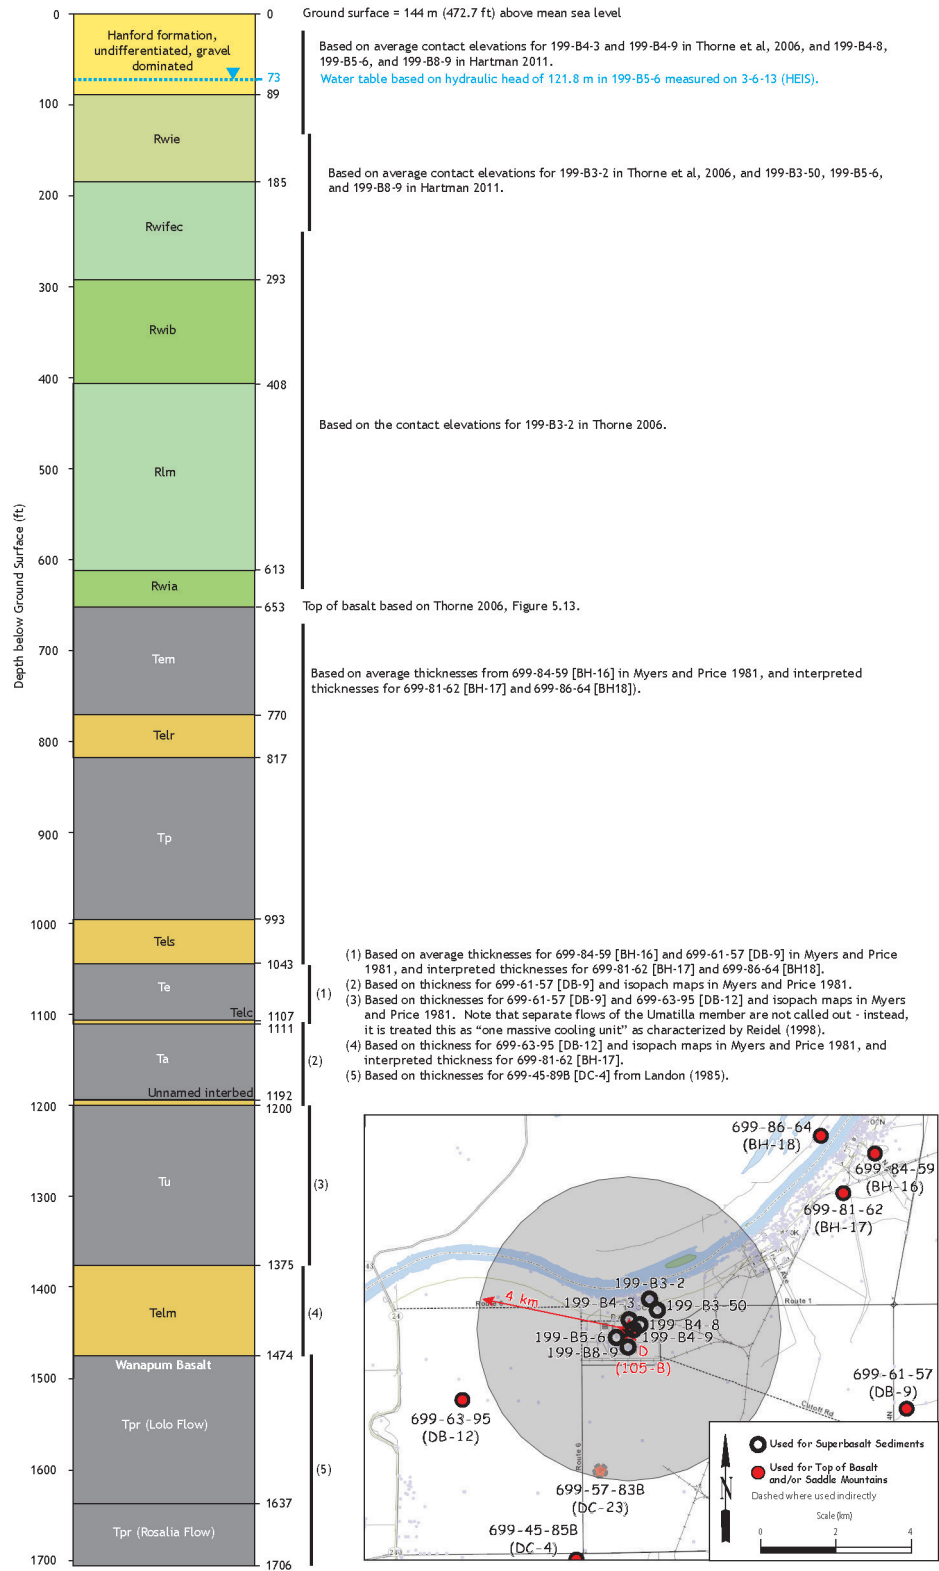 Ground surface = 144 m (472.7 ft) above mean sea level
0
0
Hanford formation,
undifferentiated, gravel
dominated
Based on average contact elevations for 199-B4-3 and 199-B4-9 in Thorne et al, 2006, and 199-B4-8,
199-B5-6, and 199-B8-9 in Hartman 2011.
73
Water table based on hydraulic head of 121.8 m in 199-B5-6 measured on 3-6-13 (HEIS).
89
100
Rwie
Based on average contact elevations for 199-B3-2 in Thorne et al, 2006, and 199-B3-50, 199-B5-6,
and 199-B8-9 in Hartman 2011.
185
200
Rwifec
293
300
Rwib
400
408
Based on the contact elevations for 199-B3-2 in Thorne 2006.
Rlm
500
Depth below Ground Surface (ft)
600
613
Rwia
653
Top of basalt based on Thorne 2006, Figure 5.13.
700
Tem
Based on average thicknesses from 699-84-59 [BH-16] in Myers and Price 1981, and interpreted
thicknesses for 699-81-62 [BH-17] and 699-86-64 [BH18]).
770
Telr
800
817
Tp
900
993
1000
Tels
1043
Te
(1)
Telc
1107
1100
1111
Ta
(2)
Unnamed interbed
1192
1200
1200
Tu
(3)
1300
1375
1400
Telm
(4)
1474
Wanapum Basalt
1500
Tpr (Lolo Flow)
(5)
1600
1637
Tpr (Rosalia Flow)
1700
1706
(1) Based on average thicknesses for 699-84-59 [BH-16] and 699-61-57 [DB-9] in Myers and Price
1981, and interpreted thicknesses for 699-81-62 [BH-17] and 699-86-64 [BH18].
(2) Based on thickness for 699-61-57 [DB-9] and isopach maps in Myers and Price 1981.
(3) Based on thicknesses for 699-61-57 [DB-9] and 699-63-95 [DB-12] and isopach maps in Myers
and Price 1981. Note that separate flows of the Umatilla member are not called out - instead,
it is treated this as “one massive cooling unit” as characterized by Reidel (1998).
(4) Based on thickness for 699-63-95 [DB-12] and isopach maps in Myers and Price 1981, and
interpreted thickness for 699-81-62 [BH-17].
(5) Based on thicknesses for 699-45-89B [DC-4] from Landon (1985).
699-86-64
(BH-18)
699-84-59
(BH-16)
699-81-62
(BH-17)
199-B3-2
4 km
199-B4-3
199-B3-50
Route 1
24
199-B4-8
199-B5-6
199-B4-9
199-B8-9
D
(105-B)
699-61-57
(DB-9)
Cutoff Rd
699-63-95
(DB-12)
Route 6
699-57-83B
(DC-23)
699-45-85B
(DC-4)
N
Used for Superbasalt Sediments
Used for Top of Basalt
and/or Saddle Mountains
Dashed where used indirectly
Scale (km)
0
2
4